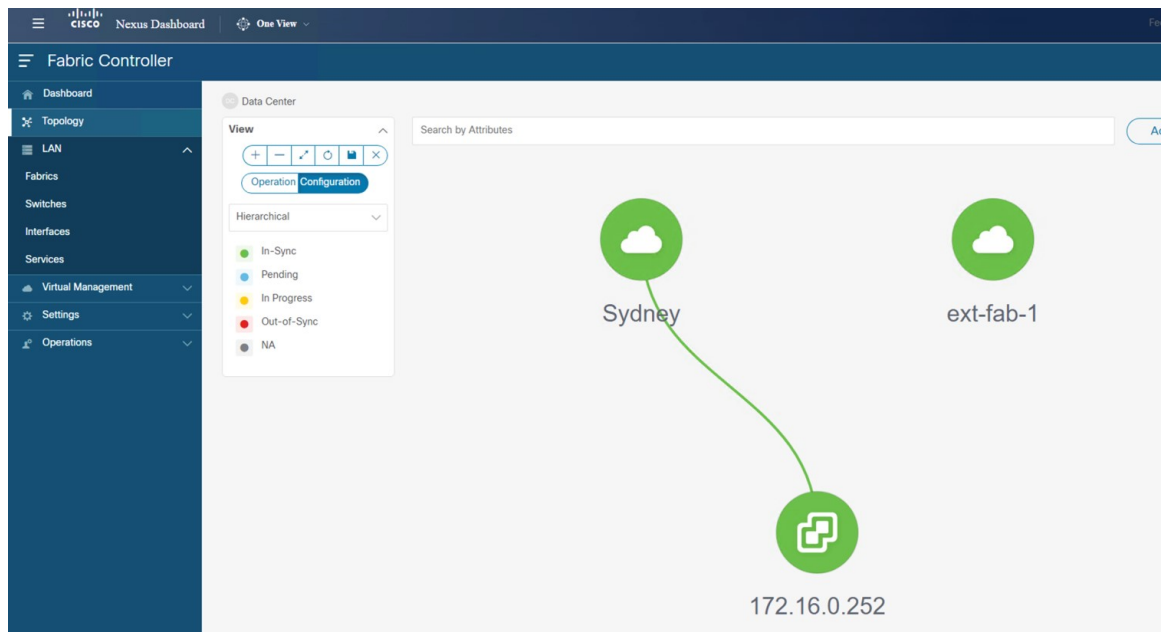 CISCO Nexus Dashboard One View
Fabric Controller
Dashboard
Topology
LAN
Fabrics
Switches
Interfaces
Services
Virtual Management
Settings
Operations
DC Data Center
View
Search by Attributes
Operation Configuration
Hierarchical
In-Sync
Pending
In Progress
Out-of-Sync
NA
Sydney
ext-fab-1
172.16.0.252